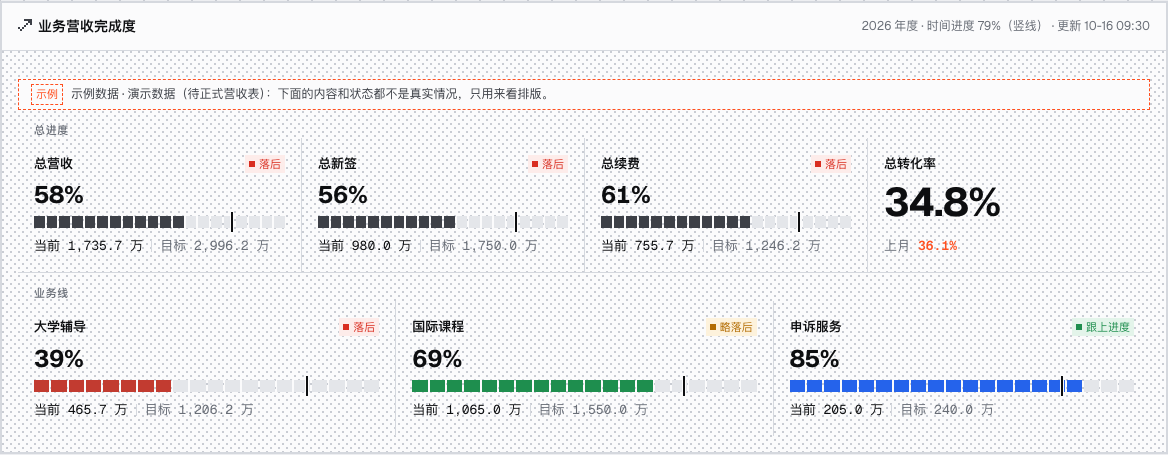 业务营收完成度
2026 年度 · 时间进度 79%（竖线） · 更新 10-16 09:30
示例 示例数据 · 演示数据（待正式营收表）：下面的内容和状态都不是真实情况，只用来看排版。
总进度
总营收 落后
58%
当前 1,735.7 万 目标 2,996.2 万
总新签 落后
56%
当前 980.0 万 目标 1,750.0 万
总续费 落后
61%
当前 755.7 万 目标 1,246.2 万
总转化率
34.8%
上月 36.1%
业务线
大学辅导 落后
39%
当前 465.7 万 目标 1,206.2 万
国际课程 略落后
69%
当前 1,065.0 万 目标 1,550.0 万
申诉服务 跟上进度
85%
当前 205.0 万 目标 240.0 万